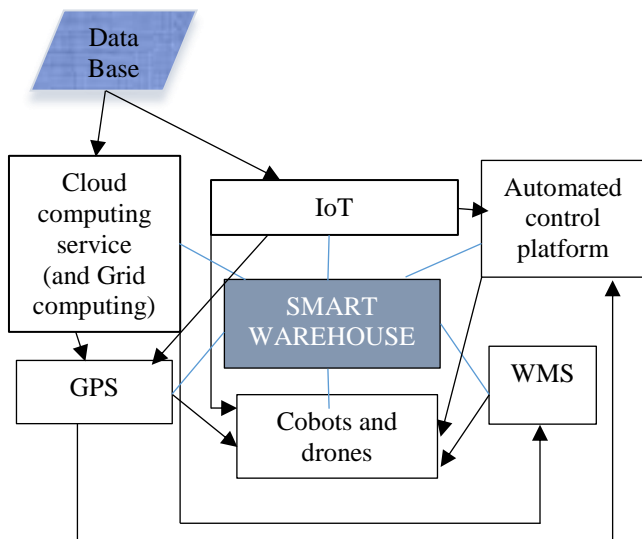 Data
Base
Cloud
computing
service
(and Grid
computing)
IoT
Automated
control
platform
SMART
WAREHOUSE
GPS
WMS
Cobots and
drones